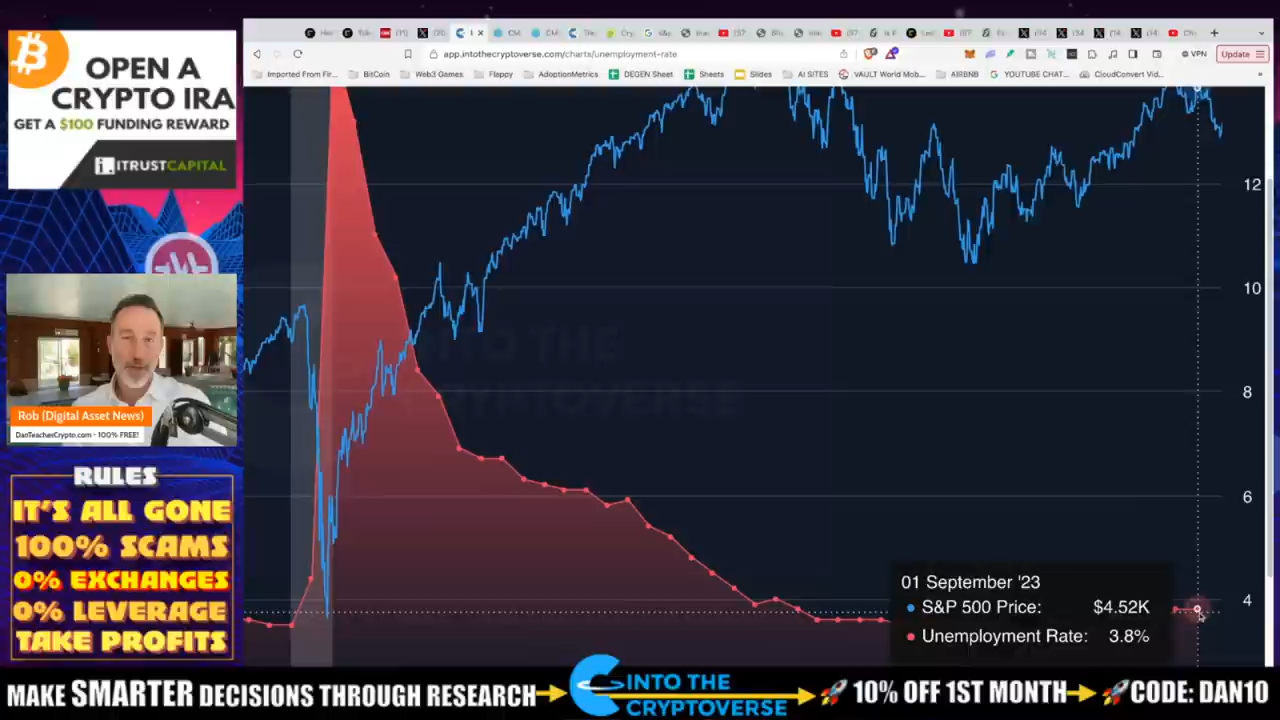 OPEN A
CRYPTO IRA
GET A $100 FUNDING REWARD
iTRUSTCAPITAL
Rob (Digital Asset News)
DanTeachesCrypto.com - 100% FREE!
RULES
IT'S ALL GONE
100% SCAMS
0% EXCHANGES
0% LEVERAGE
TAKE PROFITS
app.intothecryptoverse.com/charts/unemployment-rate
VPN
Update
Imported From Fir...
BitCoin
Web3 Games
Flappy
AdoptionMetrics
DEGEN Sheet
Sheets
Slides
AI SITES
VAULT World Mob...
AIRBNB
YOUTUBE CHAT...
CloudConvert Vid...
INTO THE
CRYPTOVERSE
12
10
8
6
4
01 September '23
S&P 500 Price: $4.52K
Unemployment Rate: 3.8%
MAKE SMARTER DECISIONS THROUGH RESEARCH
INTO THE
CRYPTOVERSE
10% OFF 1ST MONTH
CODE: DAN10